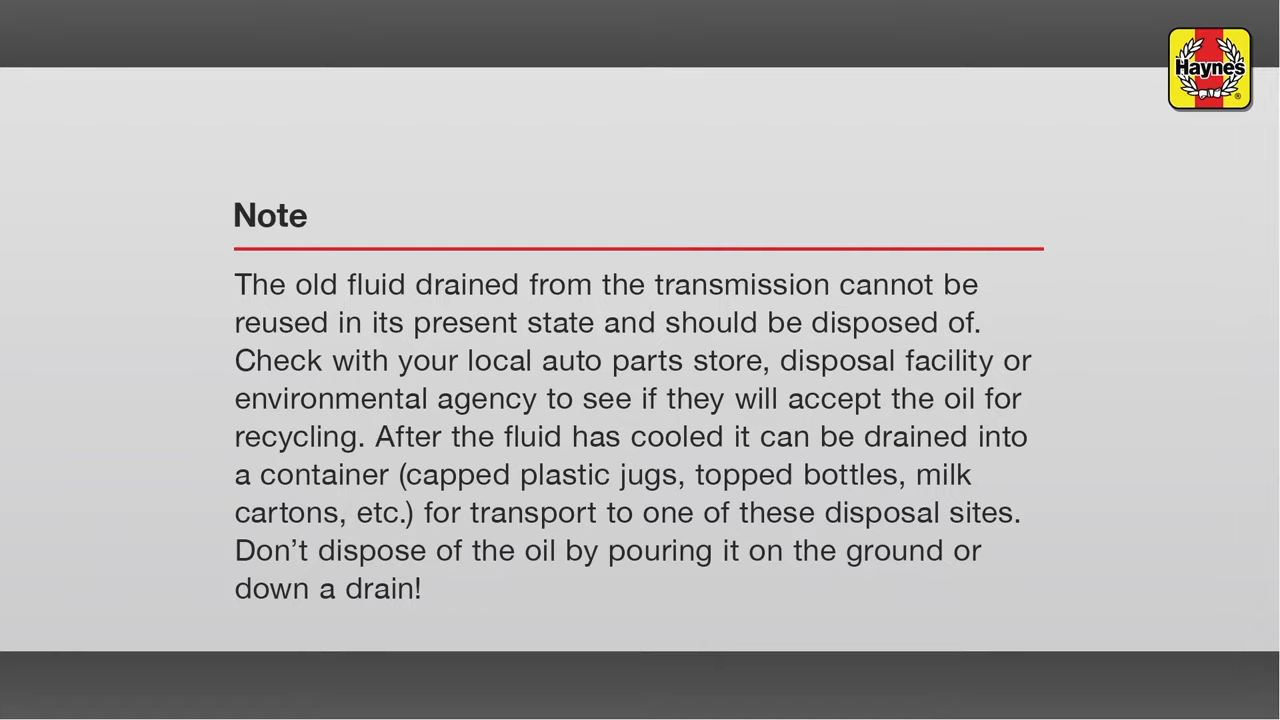 Haynes
®
Note
The old fluid drained from the transmission cannot be
reused in its present state and should be disposed of.
Check with your local auto parts store, disposal facility or
environmental agency to see if they will accept the oil for
recycling. After the fluid has cooled it can be drained into
a container (capped plastic jugs, topped bottles, milk
cartons, etc.) for transport to one of these disposal sites.
Don’t dispose of the oil by pouring it on the ground or
down a drain!